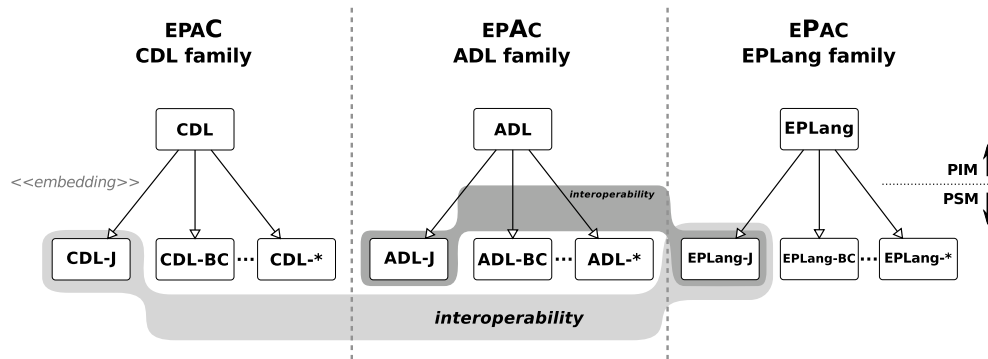 EPAC
CDL family
EPAC
ADL family
EPAC
EPLang family
CDL
ADL
EPLang
<<embedding>>
PIM
interoperability
PSM
CDL-J
CDL-BC
...
CDL-*
ADL-J
ADL-BC
...
ADL-*
EPLang-J
EPLang-BC
...
EPLang-*
interoperability